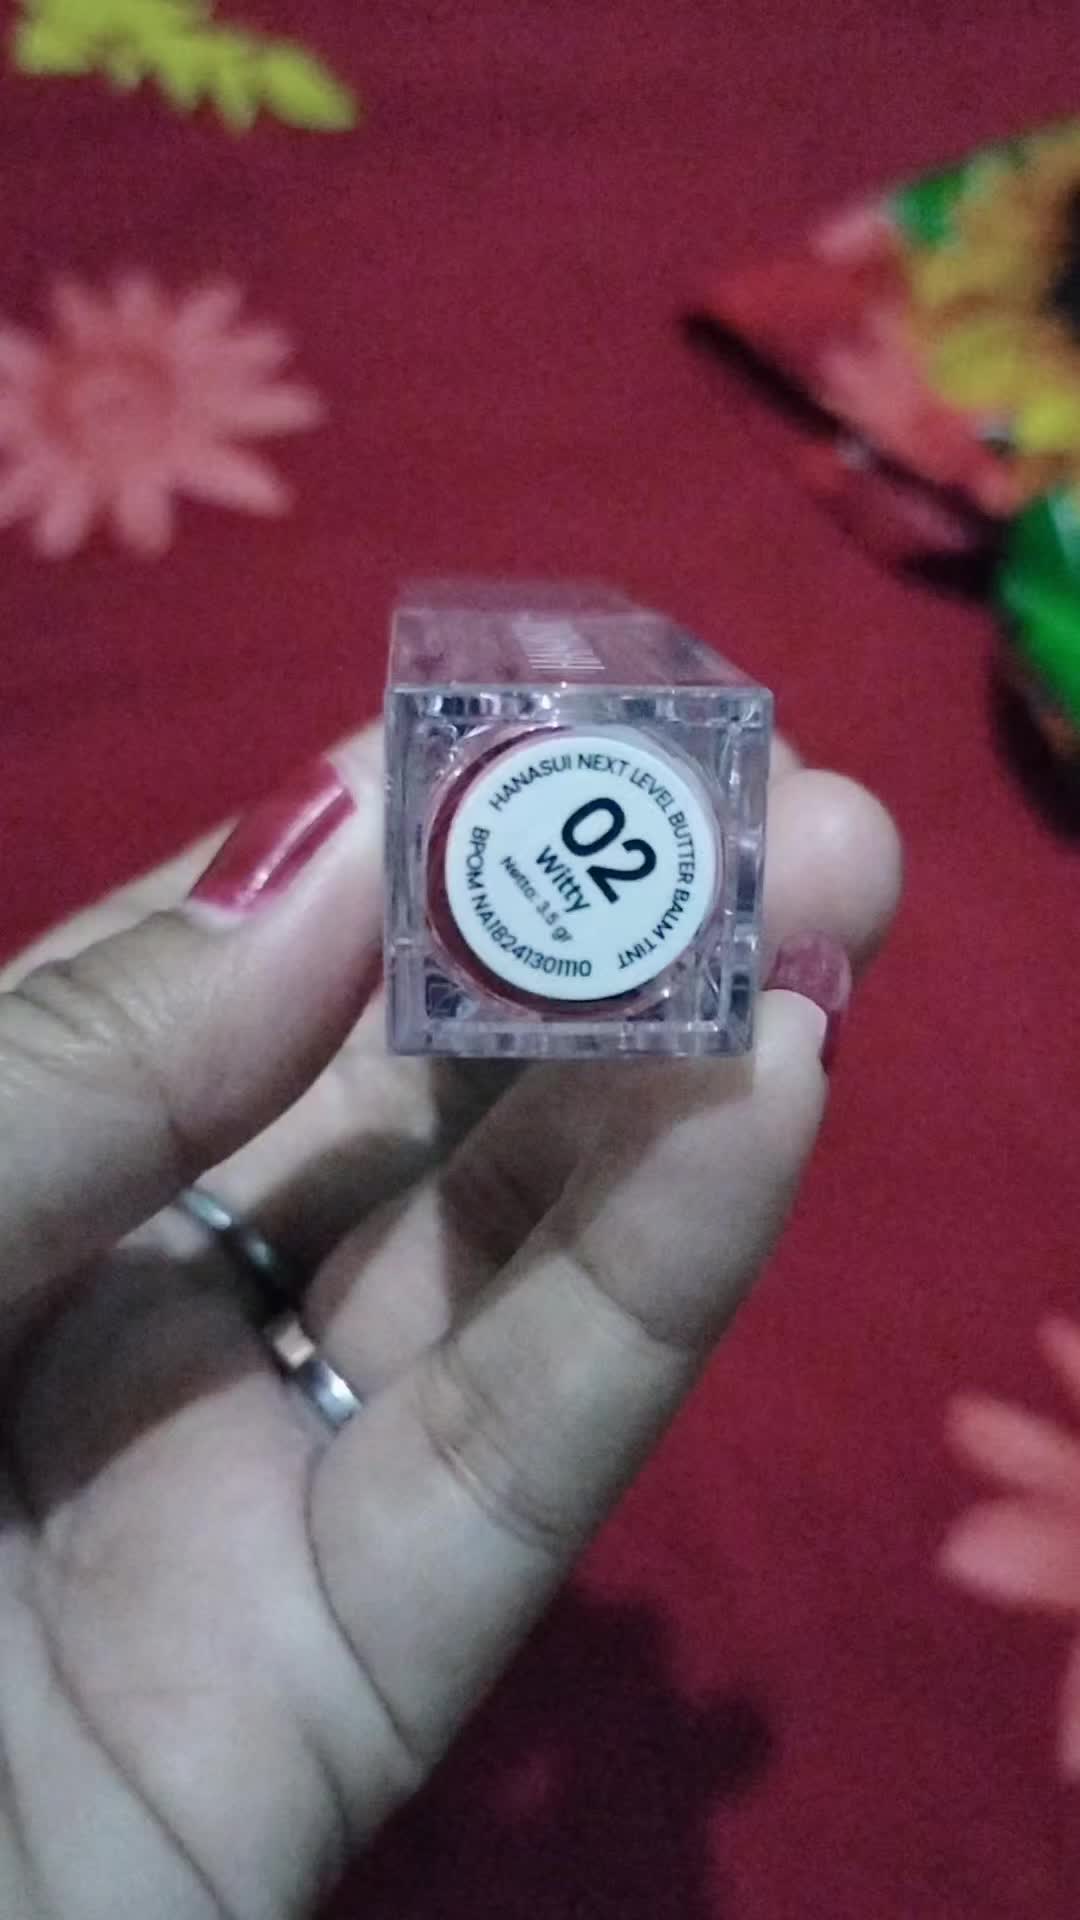 HANASUI NEXT LEVEL BUTTER BALM TINT
02
Witty
Netto: 3.5 gr
BPOM NA18241301110